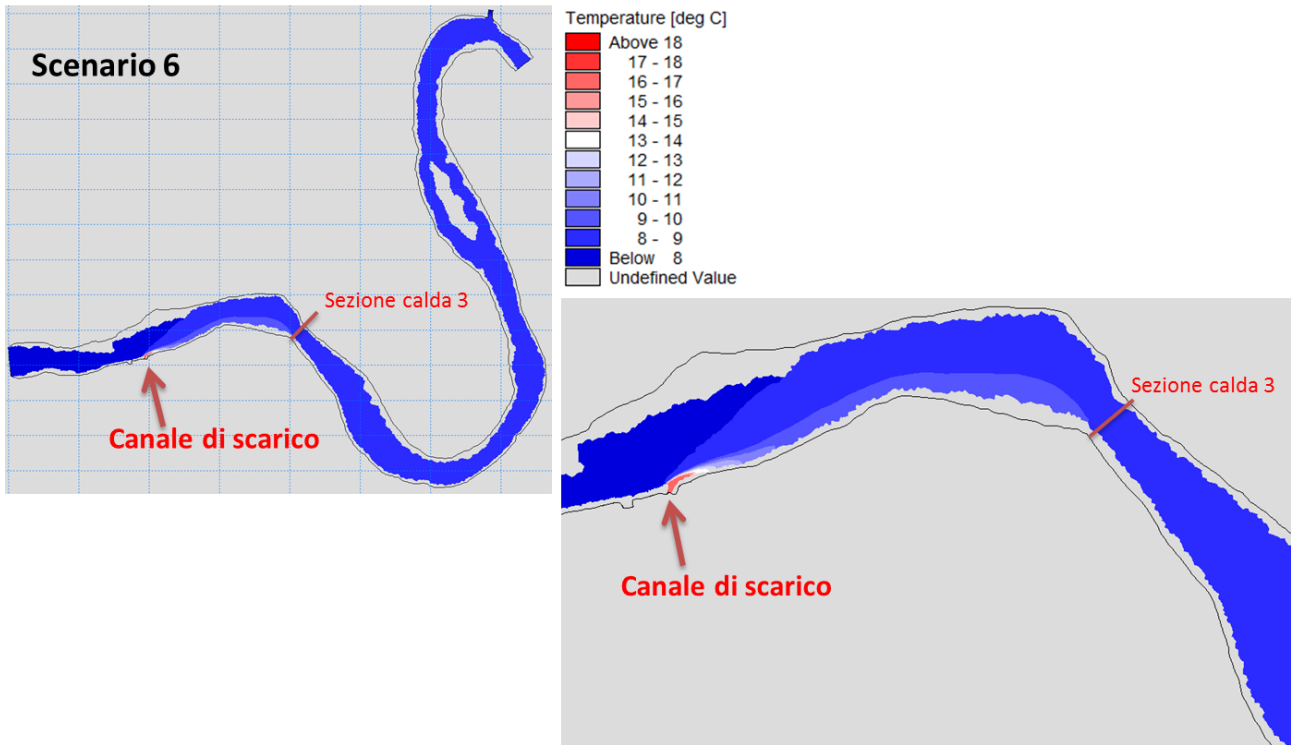 Scenario 6
Sezione calda 3
Canale di scarico
Temperature [deg C]
Above 18
17 - 18
16 - 17
15 - 16
14 - 15
13 - 14
12 - 13
11 - 12
10 - 11
9 - 10
8 - 9
Below 8
Undefined Value
Sezione calda 3
Canale di scarico